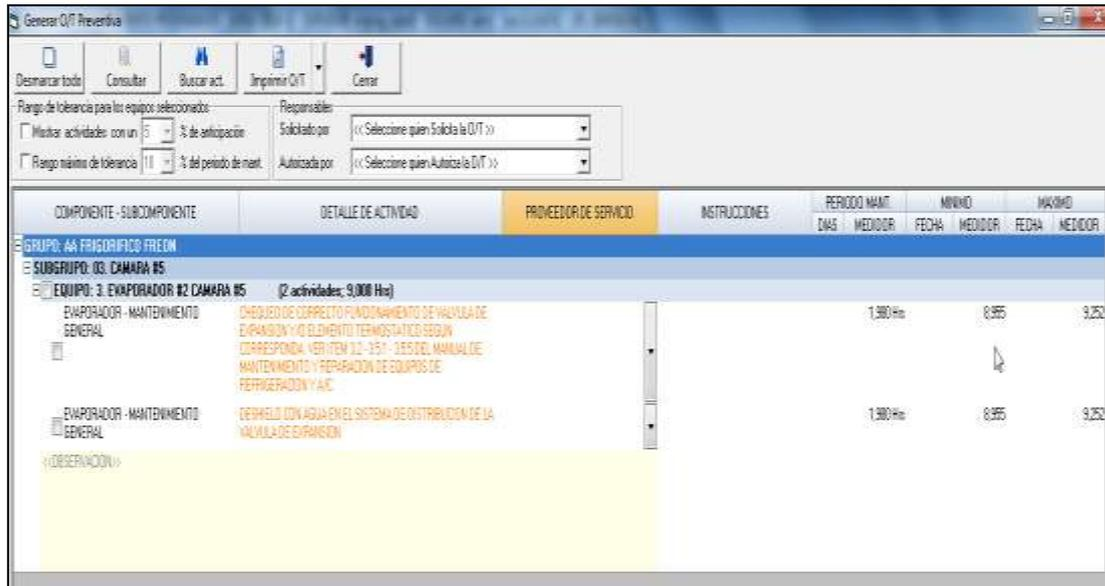 Generar O/T Preventiva
Desmarcar todo Consultar Buscar act. Imprimir O/T Cerrar
Rango de tolerancia para los equipos seleccionados Responsables
Mostrar actividades con un 5 % de anticipación Solicitado por << Seleccione quien Solicita la O/T >>
Rango máximo de tolerancia % del periodo de mant. Autorizada por << Seleccione quien Autoriza la O/T >>
COMPONENTE - SUBCOMPONENTE DETALLE DE ACTIVIDAD PROVEEDOR DE SERVICIO INSTRUCCIONES PERIODO MANT. MINIMO MAXIMO
DIAS MEDIDOR FECHA MEDIDOR FECHA MEDIDOR
GRUPO: AA FRIGORIFICO FREON
SUBGRUPO: 03. CAMARA #5
EQUIPO: 3. EVAPORADOR #2 CAMARA #5 (2 actividades; 9,000 Hrs)
EVAPORADOR - MANTENIMIENTO CHEQUEO DE CORRECTO FUNCIONAMIENTO DE VALVULA DE 1,980 Hrs 8,955 9,252
GENERAL EXPANSION Y/O ELEMENTO TERMOSTATICO SEGUN
CORRESPONDA. VER ITEM 3.2 - 3.5.1 - 3.5.5 DEL MANUAL DE
MANTENIMIENTO Y REPARACION DE EQUIPOS DE
REFRIGERACION Y A/C
EVAPORADOR - MANTENIMIENTO DESHIELO CON AGUA EN EL SISTEMA DE DISTRIBUCION DE LA 1,980 Hrs 8,955 9,252
GENERAL VALVULA DE EXPANSION
<<OBSERVACION>>